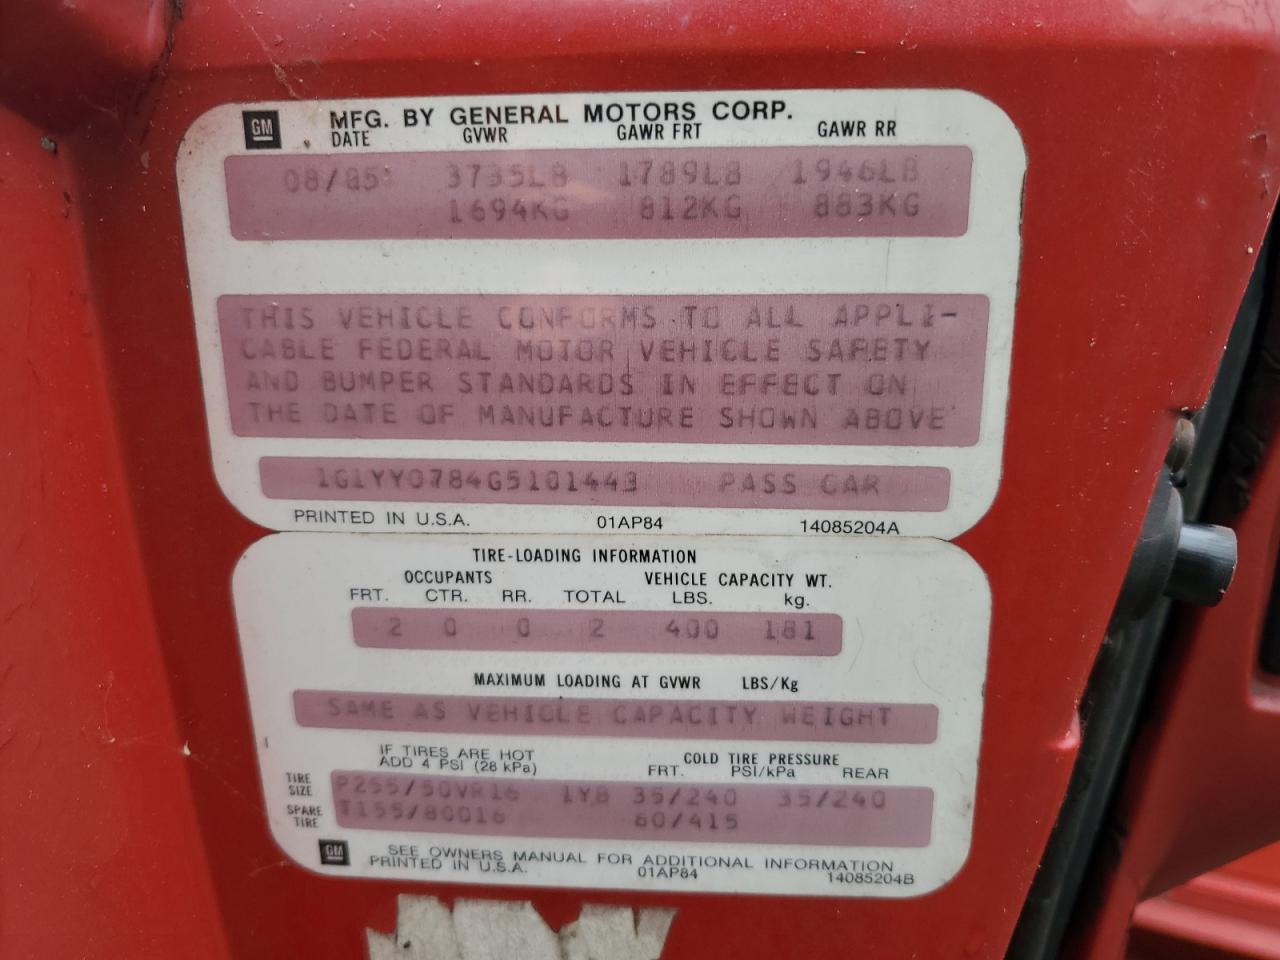 GM MFG. BY GENERAL MOTORS CORP.
DATE GVWR GAWR FRT GAWR RR
08/85 3735LB 1789LB 1946LB
1694KG 812KG 883KG
THIS VEHICLE CONFORMS TO ALL APPLI-
CABLE FEDERAL MOTOR VEHICLE SAFETY
AND BUMPER STANDARDS IN EFFECT ON
THE DATE OF MANUFACTURE SHOWN ABOVE
1G1YY0784G5101443 PASS CAR
PRINTED IN U.S.A. 01AP84 14085204A
TIRE-LOADING INFORMATION
OCCUPANTS VEHICLE CAPACITY WT.
FRT. CTR. RR. TOTAL LBS. kg.
2 0 0 2 400 181
MAXIMUM LOADING AT GVWR LBS/Kg
SAME AS VEHICLE CAPACITY WEIGHT
IF TIRES ARE HOT COLD TIRE PRESSURE
ADD 4 PSI (28 kPa) FRT. PSI/kPa REAR
TIRE SIZE P255/50VR16 1YB 35/240 35/240
SPARE TIRE T155/80D16 60/415
GM SEE OWNERS MANUAL FOR ADDITIONAL INFORMATION
PRINTED IN U.S.A. 01AP84 14085204B